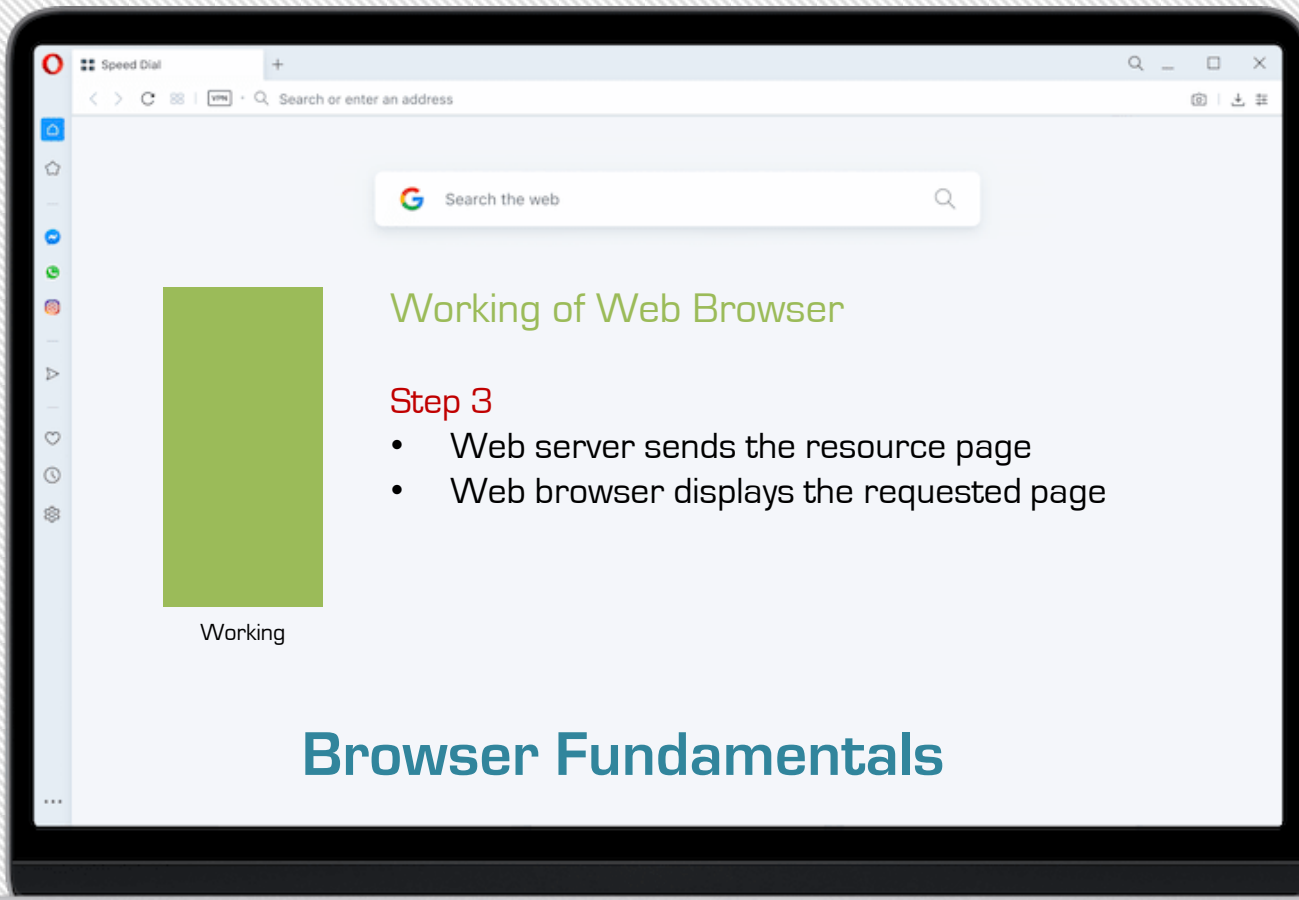 Speed Dial
VPN
Search or enter an address
Search the web
Working of Web Browser
Step 3
• Web server sends the resource page
• Web browser displays the requested page
Working
Browser Fundamentals